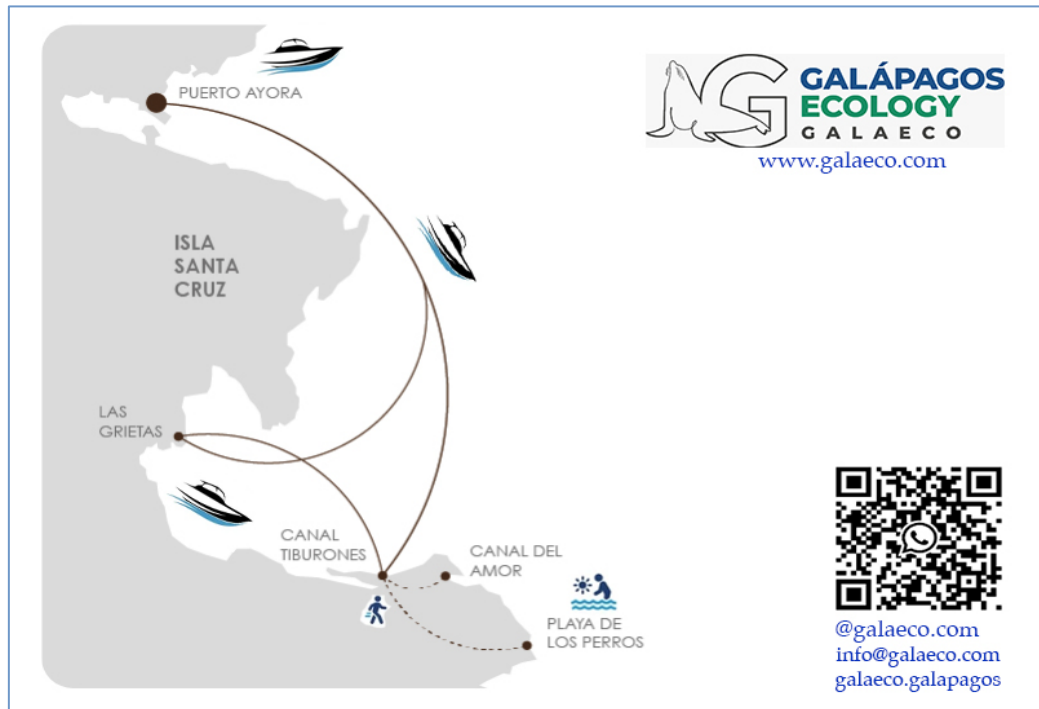 PUERTO AYORA
GALÁPAGOS
ECOLOGY
GALAECO
www.galaeco.com
ISLA
SANTA
CRUZ
LAS
GRIETAS
CANAL
TIBURONES
CANAL DEL
AMOR
PLAYA DE
LOS PERROS
@galaeco.com
info@galaeco.com
galaeco.galapagos